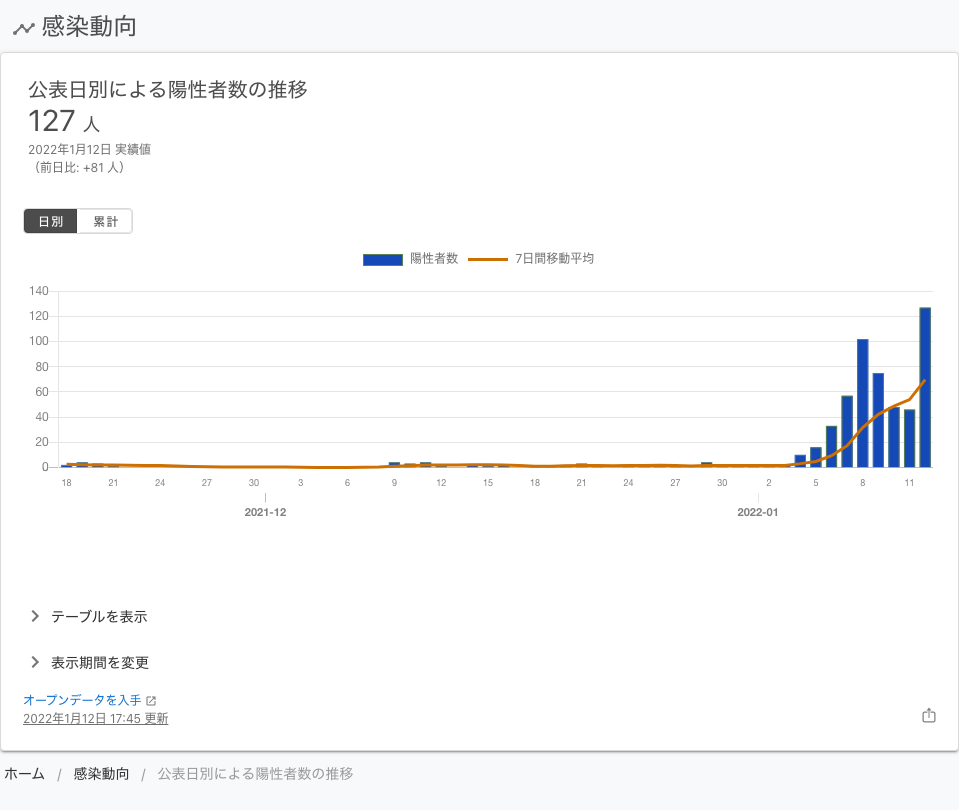 感染動向
公表日別による陽性者数の推移
127 人
2022年1月12日 実績値
（前日比: +81 人）
日別 累計
陽性者数 7日間移動平均
140
120
100
80
60
40
20
0
18 21 24 27 30 3 6 9 12 15 18 21 24 27 30 2 5 8 11
2021-12 2022-01
テーブルを表示
表示期間を変更
オープンデータを入手
2022年1月12日 17:45 更新
ホーム / 感染動向 / 公表日別による陽性者数の推移